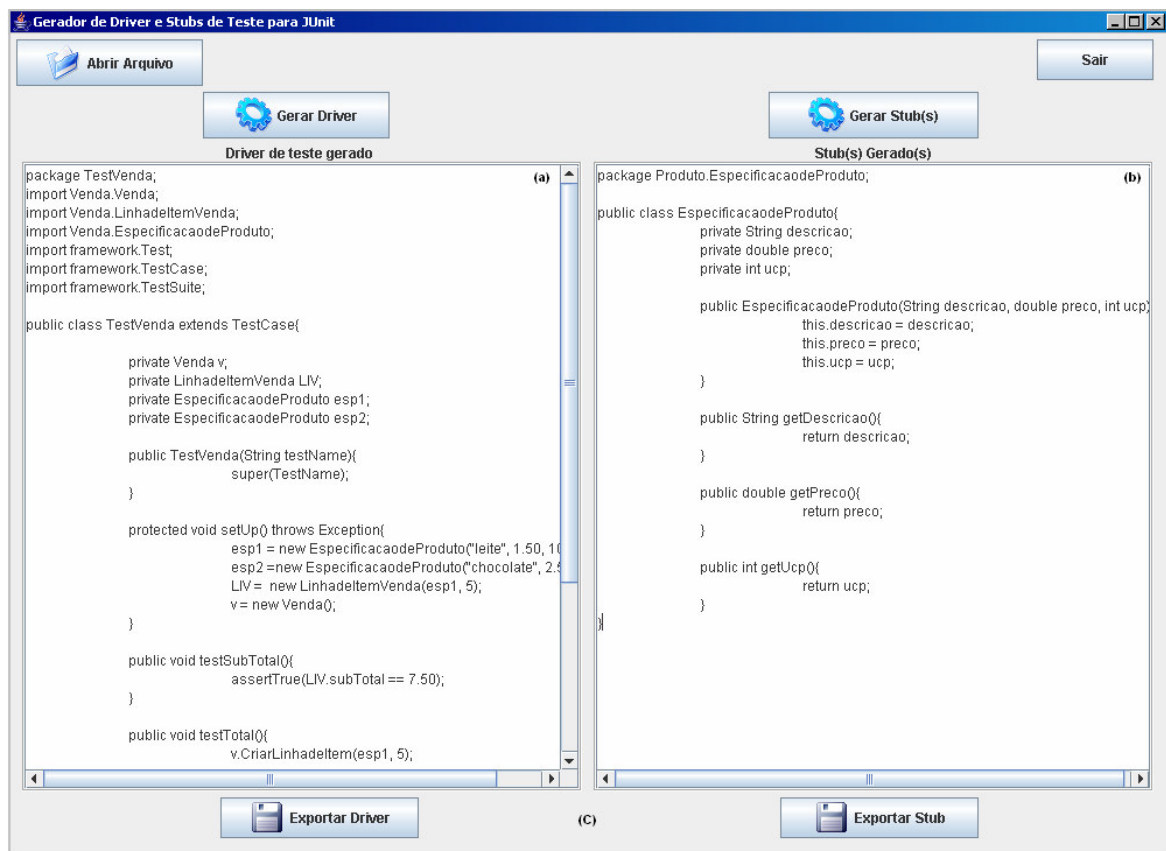 Gerador de Driver e Stubs de Teste para JUnit
Abrir Arquivo
Sair
Gerar Driver
Gerar Stub(s)
Driver de teste gerado
Stub(s) Gerado(s)
(a)
package TestVenda;
import Venda.Venda;
import Venda.LinhadeItemVenda;
import Venda.EspecificacaodeProduto;
import framework.Test;
import framework.TestCase;
import framework.TestSuite;
public class TestVenda extends TestCase{
private Venda v;
private LinhadeItemVenda LIV;
private EspecificacaodeProduto esp1;
private EspecificacaodeProduto esp2;
public TestVenda(String testName){
super(TestName);
}
protected void setUp() throws Exception{
esp1 = new EspecificacaodeProduto("leite", 1.50, 10
esp2 =new EspecificacaodeProduto("chocolate", 2.5
LIV = new LinhadeItemVenda(esp1, 5);
v = new Venda();
}
public void testSubTotal(){
assertTrue(LIV.subTotal == 7.50);
}
public void testTotal(){
v.CriarLinhadeItem(esp1, 5);
(b)
package Produto.EspecificacaodeProduto;
public class EspecificacaodeProduto{
private String descricao;
private double preco;
private int ucp;
public EspecificacaodeProduto(String descricao, double preco, int ucp)
this.descricao = descricao;
this.preco = preco;
this.ucp = ucp;
}
public String getDescricao(){
return descricao;
}
public double getPreco(){
return preco;
}
public int getUcp(){
return ucp;
}
}
Exportar Driver
(C)
Exportar Stub